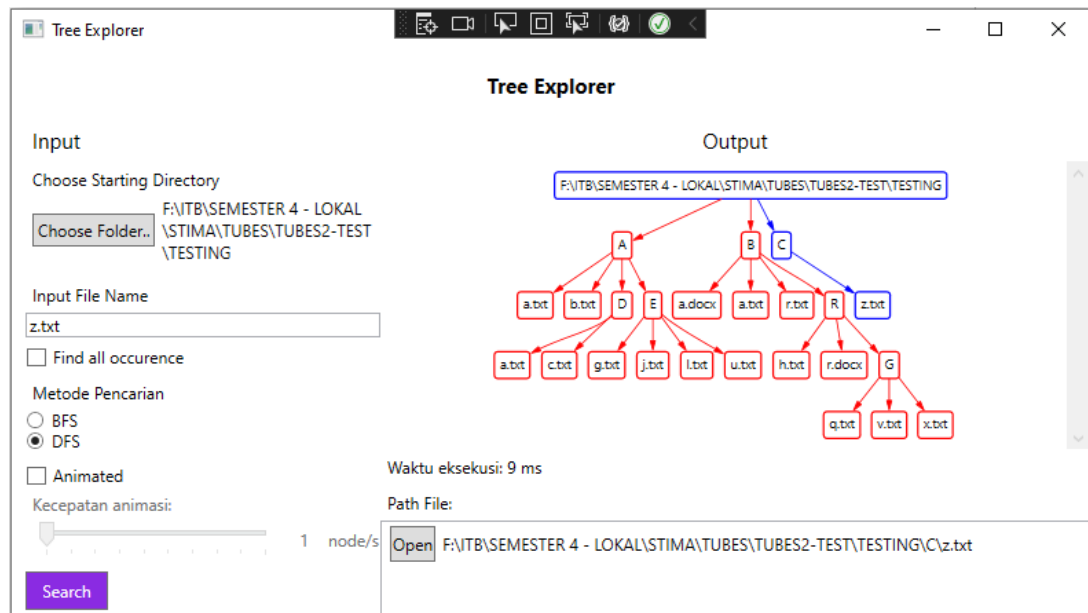 Tree Explorer
Tree Explorer
Input
Choose Starting Directory
Choose Folder..
F:\ITB\SEMESTER 4 - LOKAL
\STIMA\TUBES\TUBES2-TEST
\TESTING
Input File Name
z.txt
Find all occurence
Metode Pencarian
BFS
DFS
Animated
Kecepatan animasi:
1 node/s
Search
Output
F:\ITB\SEMESTER 4 - LOKAL\STIMA\TUBES\TUBES2-TEST\TESTING
A B C
a.txt b.txt D E a.docx a.txt r.txt R z.txt
a.txt c.txt g.txt j.txt l.txt u.txt h.txt r.docx G
q.txt v.txt x.txt
Waktu eksekusi: 9 ms
Path File:
Open F:\ITB\SEMESTER 4 - LOKAL\STIMA\TUBES\TUBES2-TEST\TESTING\C\z.txt